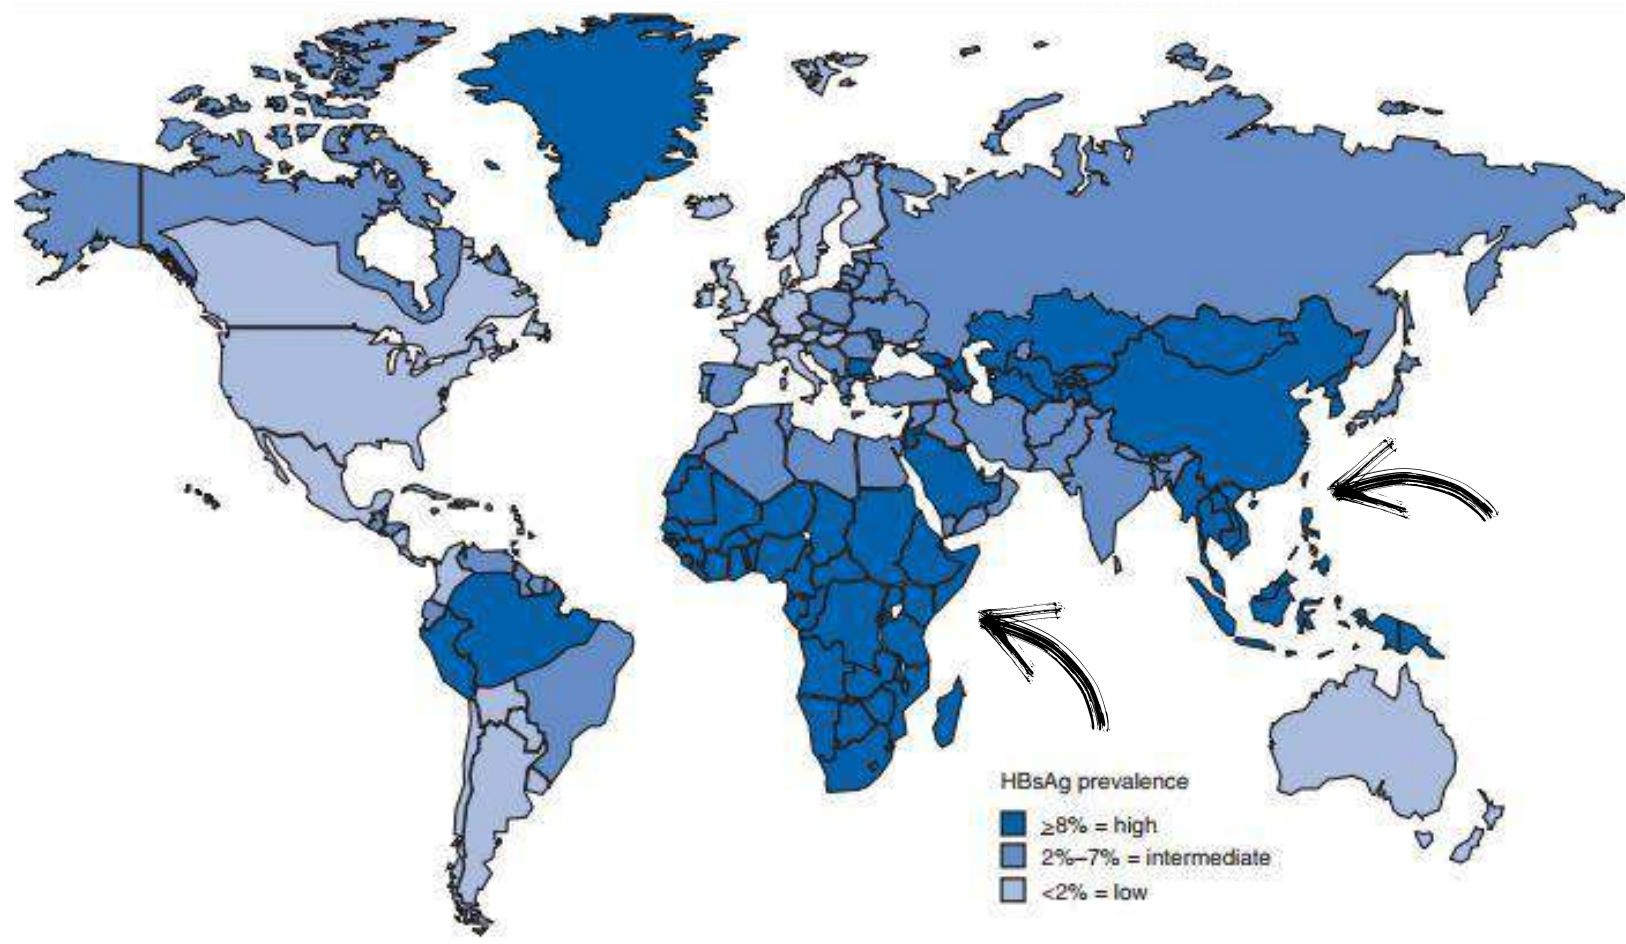 HBsAg prevalence
≥8% = high
2%–7% = intermediate
<2% = low